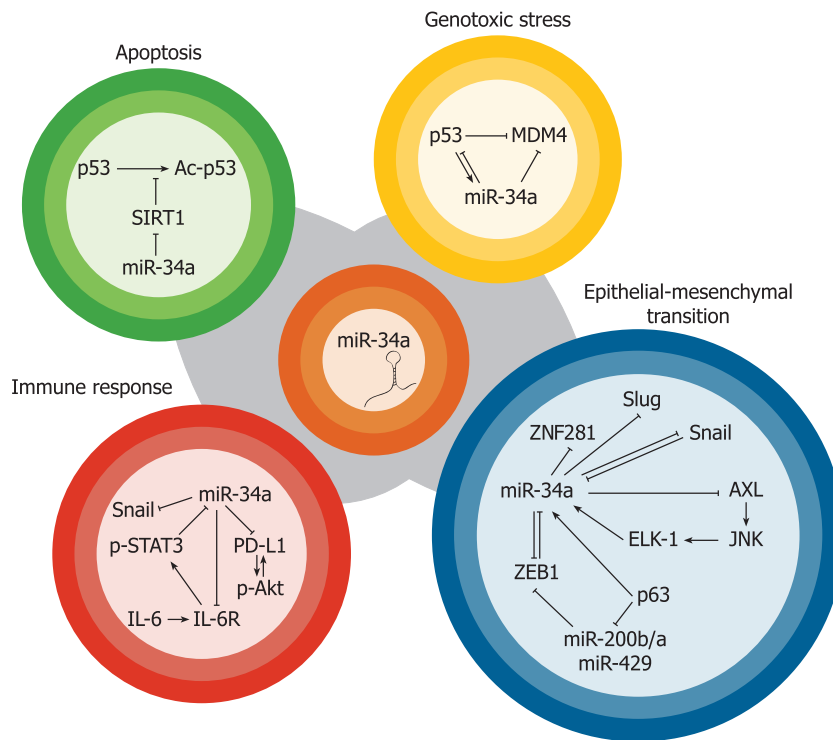 Genotoxic stress
Apoptosis
p53 MDM4
miR-34a
p53 Ac-p53
SIRT1
miR-34a
miR-34a
Epithelial-mesenchymal
transition
Immune response
Slug
ZNF281 Snail
miR-34a AXL
ELK-1 JNK
ZEB1
p63
miR-200b/a
miR-429
miR-34a
Snail
p-STAT3 PD-L1
p-Akt
IL-6 IL-6R